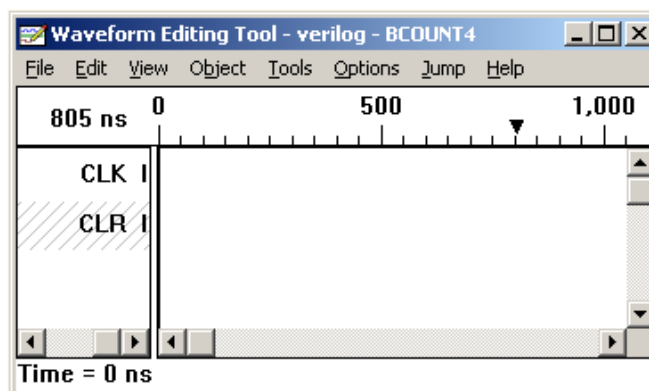 Waveform Editing Tool - verilog - BCOUNT4
File Edit View Object Tools Options Jump Help
805 ns 0 500 1,000
CLK I
CLR I
Time = 0 ns